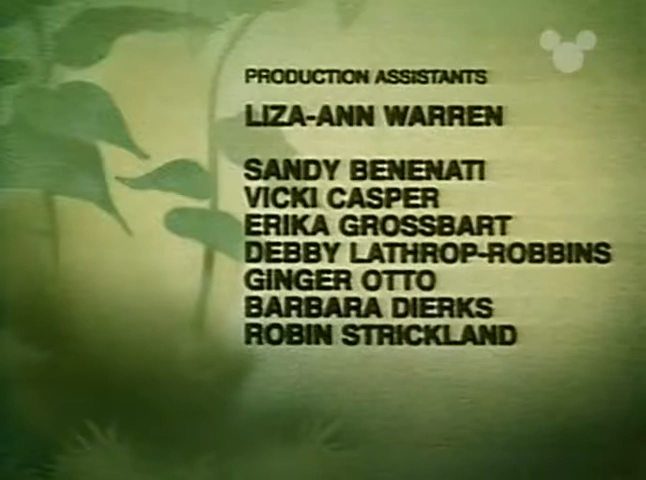 PRODUCTION ASSISTANTS
LIZA-ANN WARREN
SANDY BENENATI
VICKI CASPER
ERIKA GROSSBART
DEBBY LATHROP-ROBBINS
GINGER OTTO
BARBARA DIERKS
ROBIN STRICKLAND